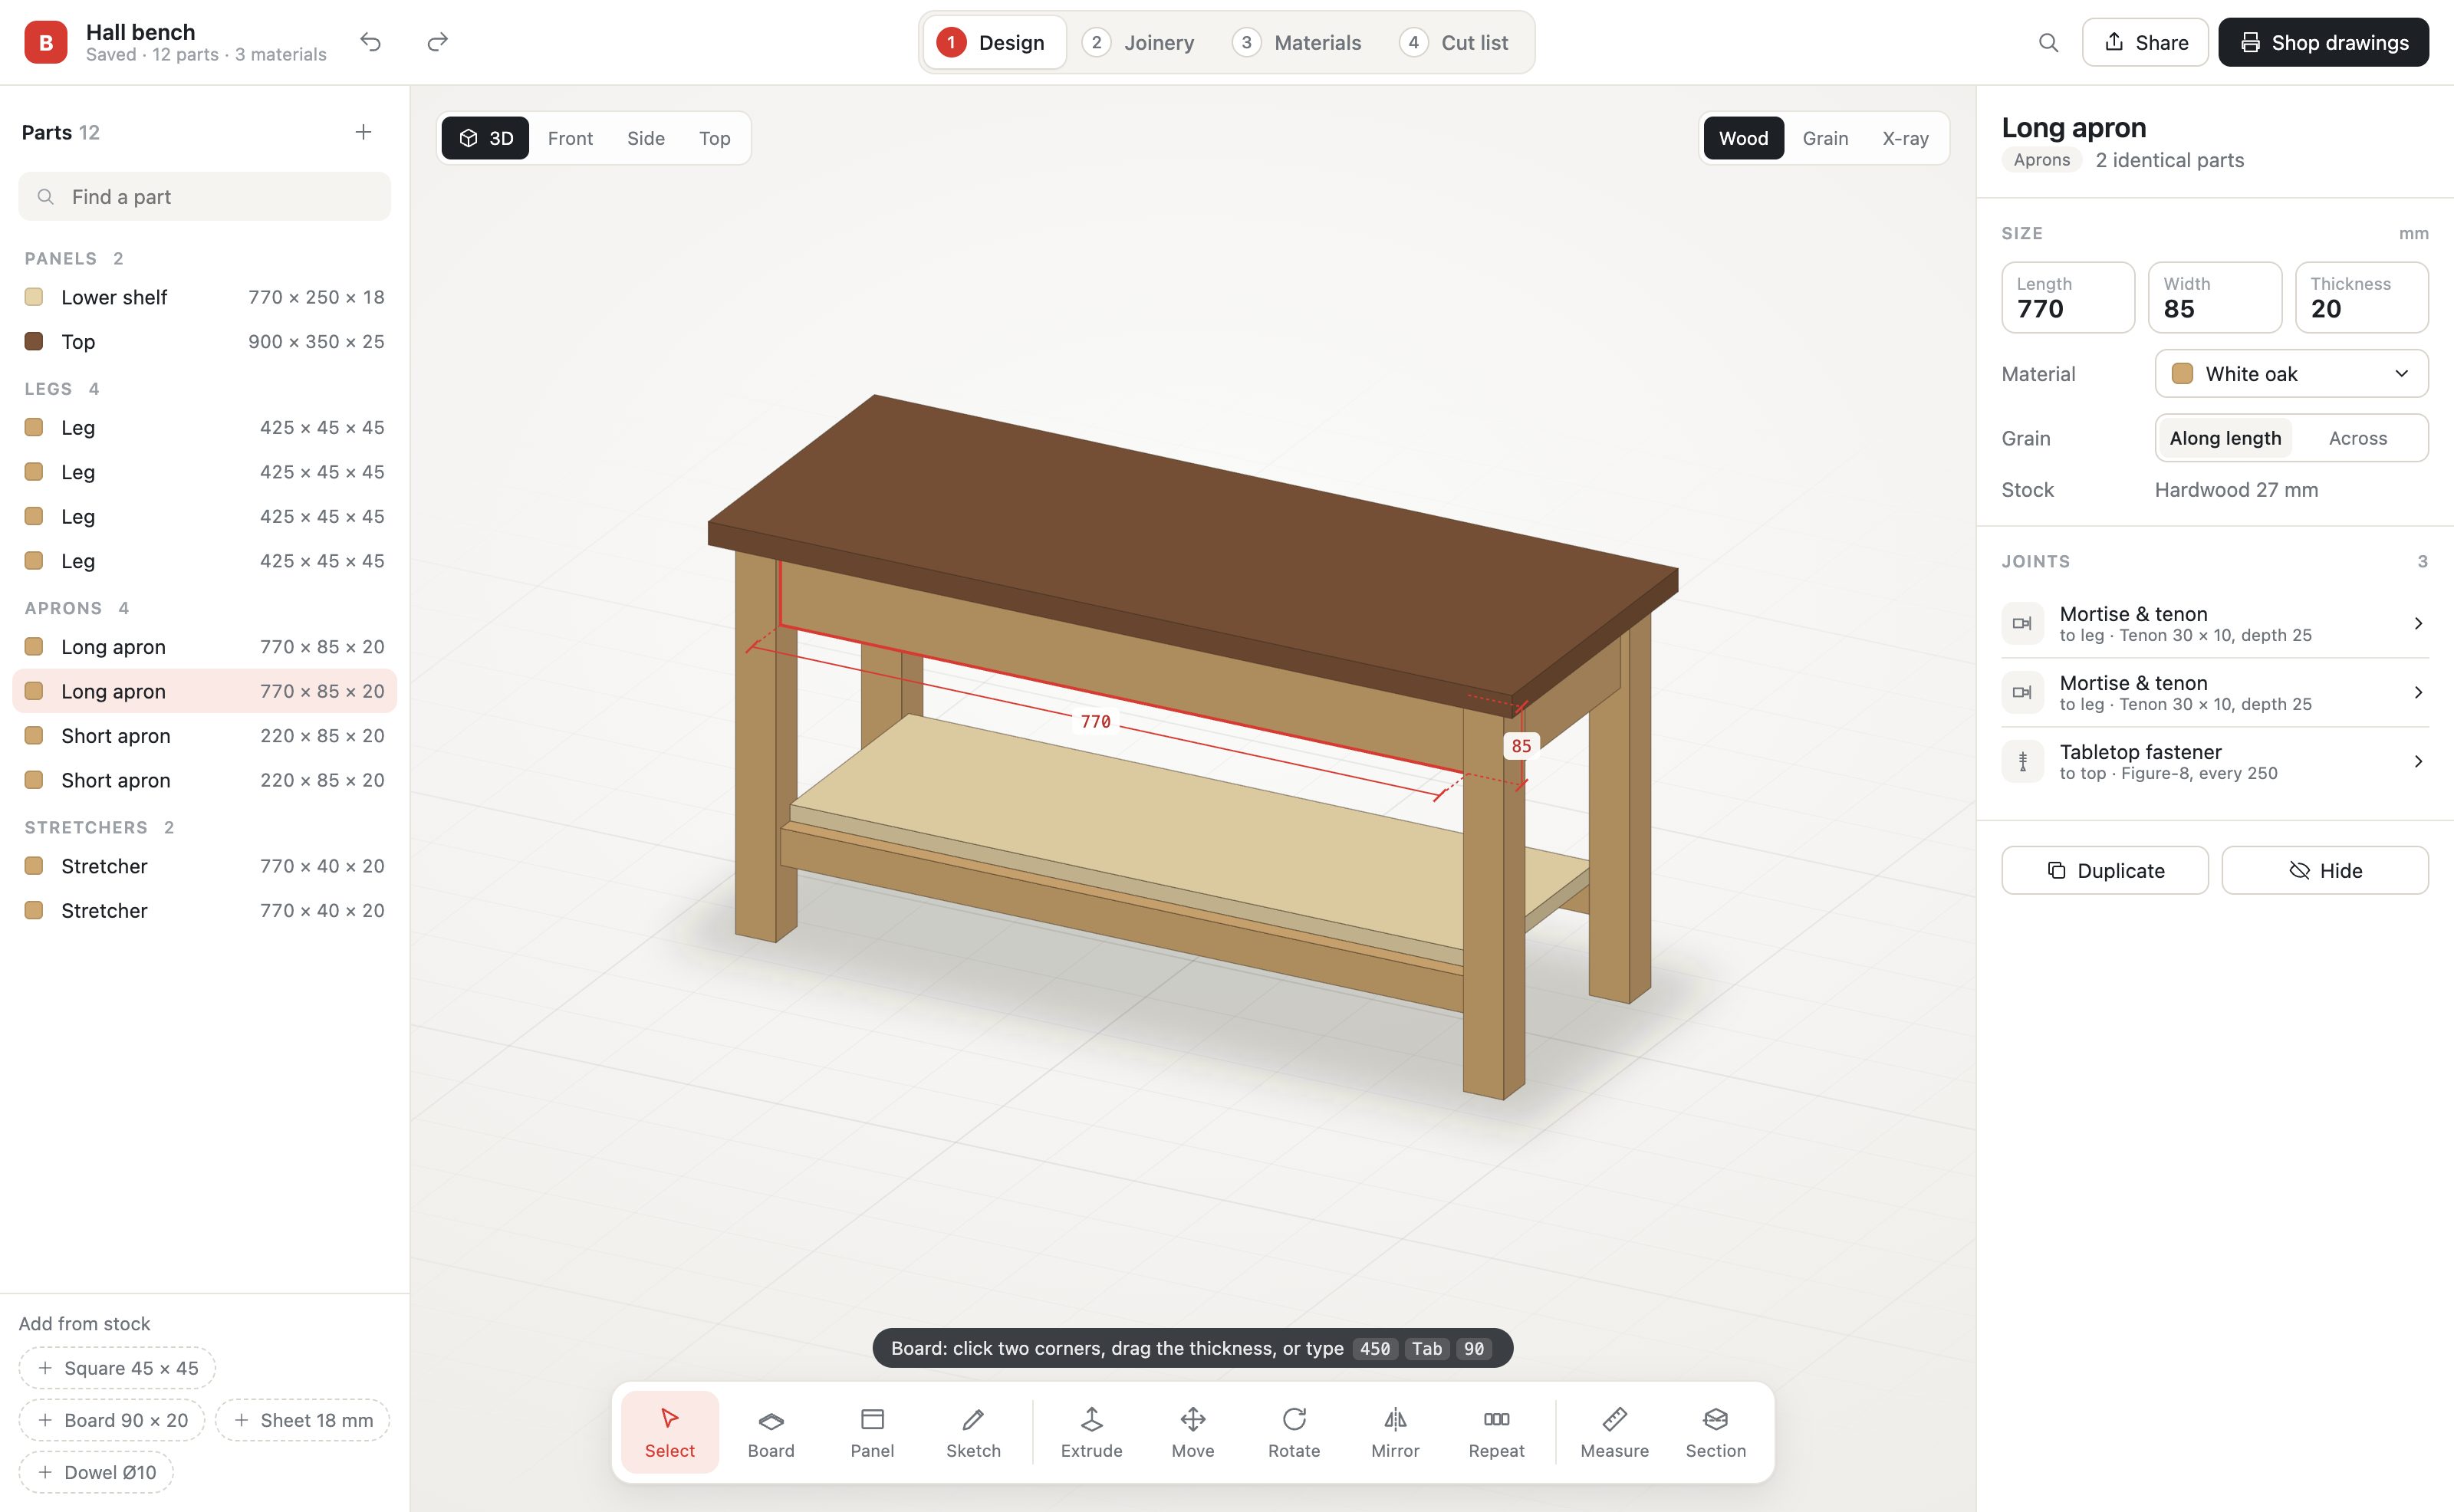 B
Hall bench
Saved · 12 parts · 3 materials
1 Design
2 Joinery
3 Materials
4 Cut list
Share
Shop drawings
Parts 12
Find a part
PANELS 2
Lower shelf 770 × 250 × 18
Top 900 × 350 × 25
LEGS 4
Leg 425 × 45 × 45
Leg 425 × 45 × 45
Leg 425 × 45 × 45
Leg 425 × 45 × 45
APRONS 4
Long apron 770 × 85 × 20
Long apron 770 × 85 × 20
Short apron 220 × 85 × 20
Short apron 220 × 85 × 20
STRETCHERS 2
Stretcher 770 × 40 × 20
Stretcher 770 × 40 × 20
Add from stock
+ Square 45 × 45
+ Board 90 × 20
+ Sheet 18 mm
+ Dowel Ø10
3D Front Side Top
Wood Grain X-ray
770
85
Board: click two corners, drag the thickness, or type 450 Tab 90
Select
Board
Panel
Sketch
Extrude
Move
Rotate
Mirror
Repeat
Measure
Section
Long apron
Aprons 2 identical parts
SIZE mm
Length
770
Width
85
Thickness
20
Material White oak
Grain Along length Across
Stock Hardwood 27 mm
JOINTS 3
Mortise & tenon
to leg · Tenon 30 × 10, depth 25
Mortise & tenon
to leg · Tenon 30 × 10, depth 25
Tabletop fastener
to top · Figure-8, every 250
Duplicate
Hide